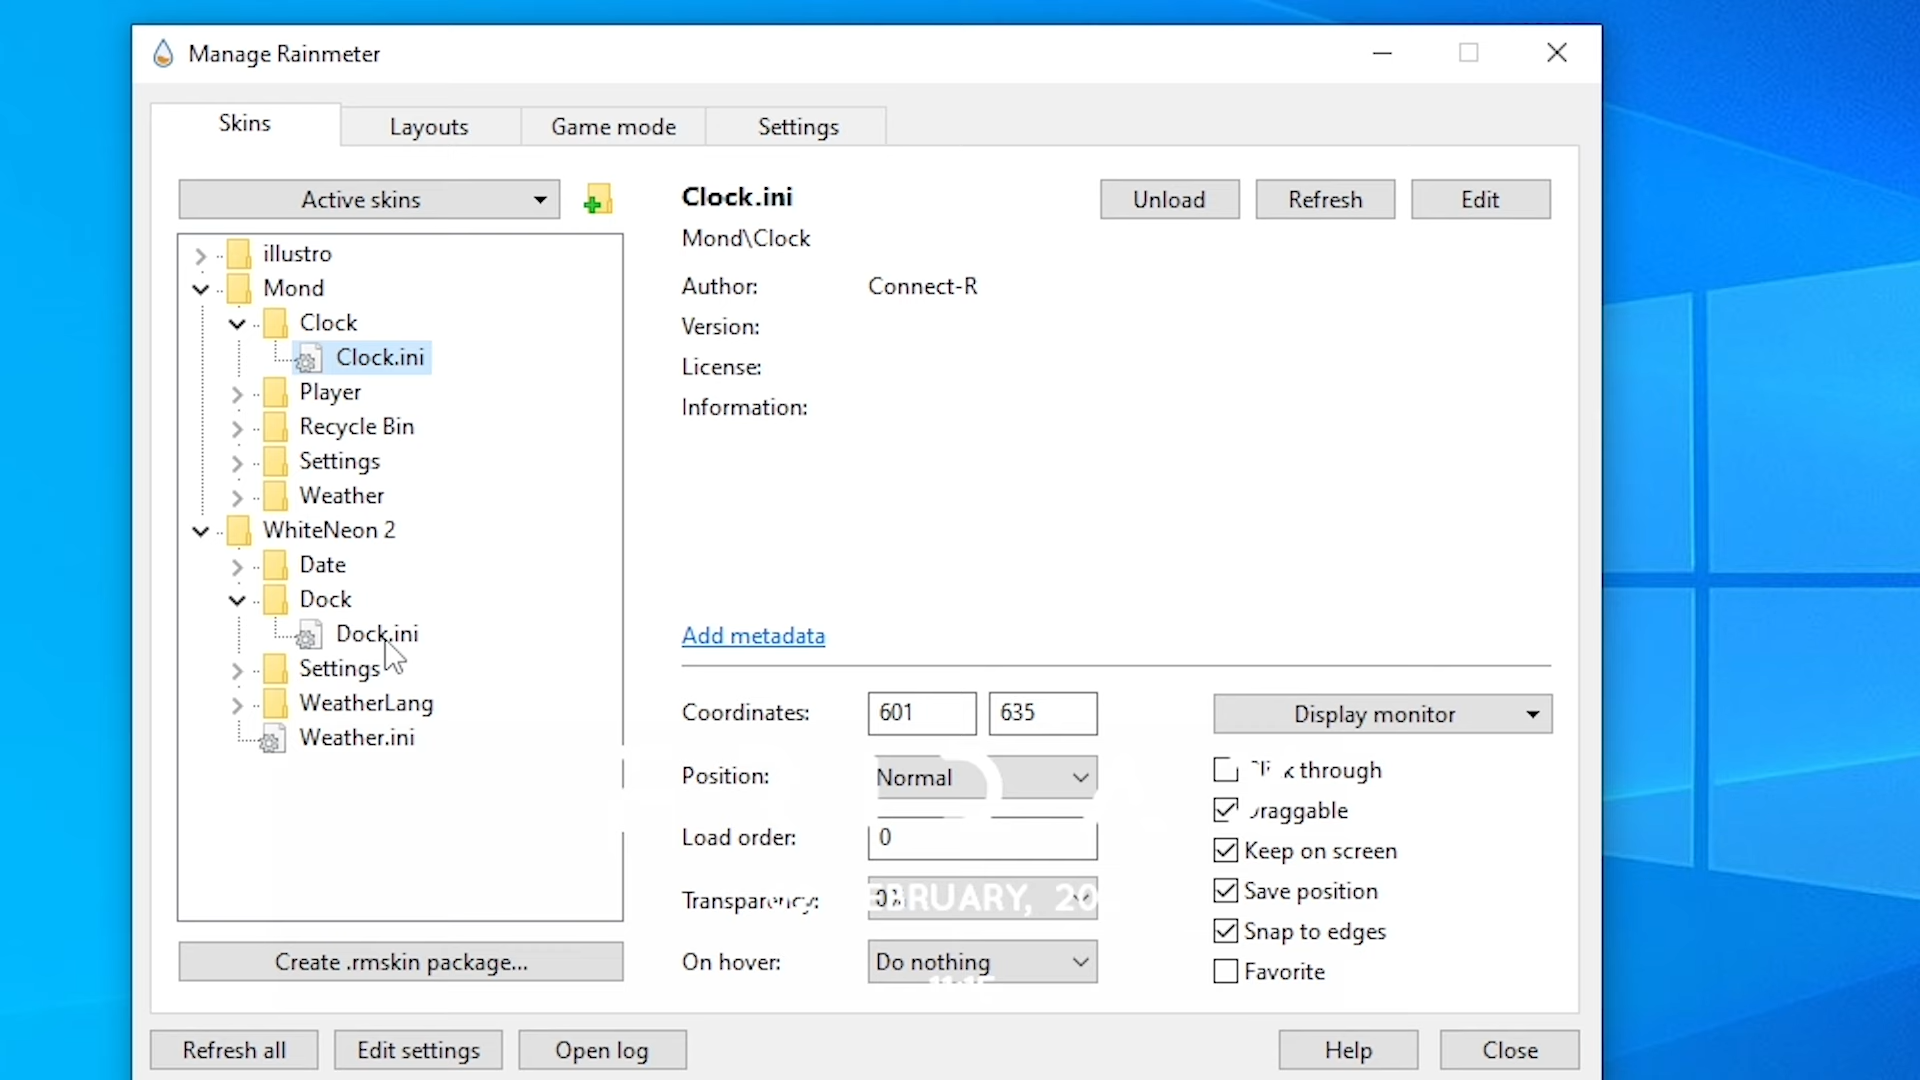 Manage Rainmeter
Skins
Layouts
Game mode
Settings
Active skins
illustro
Mond
Clock
Clock.ini
Player
Recycle Bin
Settings
Weather
WhiteNeon 2
Date
Dock
Dock.ini
Settings
WeatherLang
Weather.ini
Create .rmskin package...
Clock.ini
Unload
Refresh
Edit
Mond\Clock
Author: Connect-R
Version:
License:
Information:
Add metadata
Coordinates: 601 635
Display monitor
Position: Normal
Load order: 0
Transparency:
On hover: Do nothing
through
Draggable
Keep on screen
Save position
Snap to edges
Favorite
Refresh all
Edit settings
Open log
Help
Close